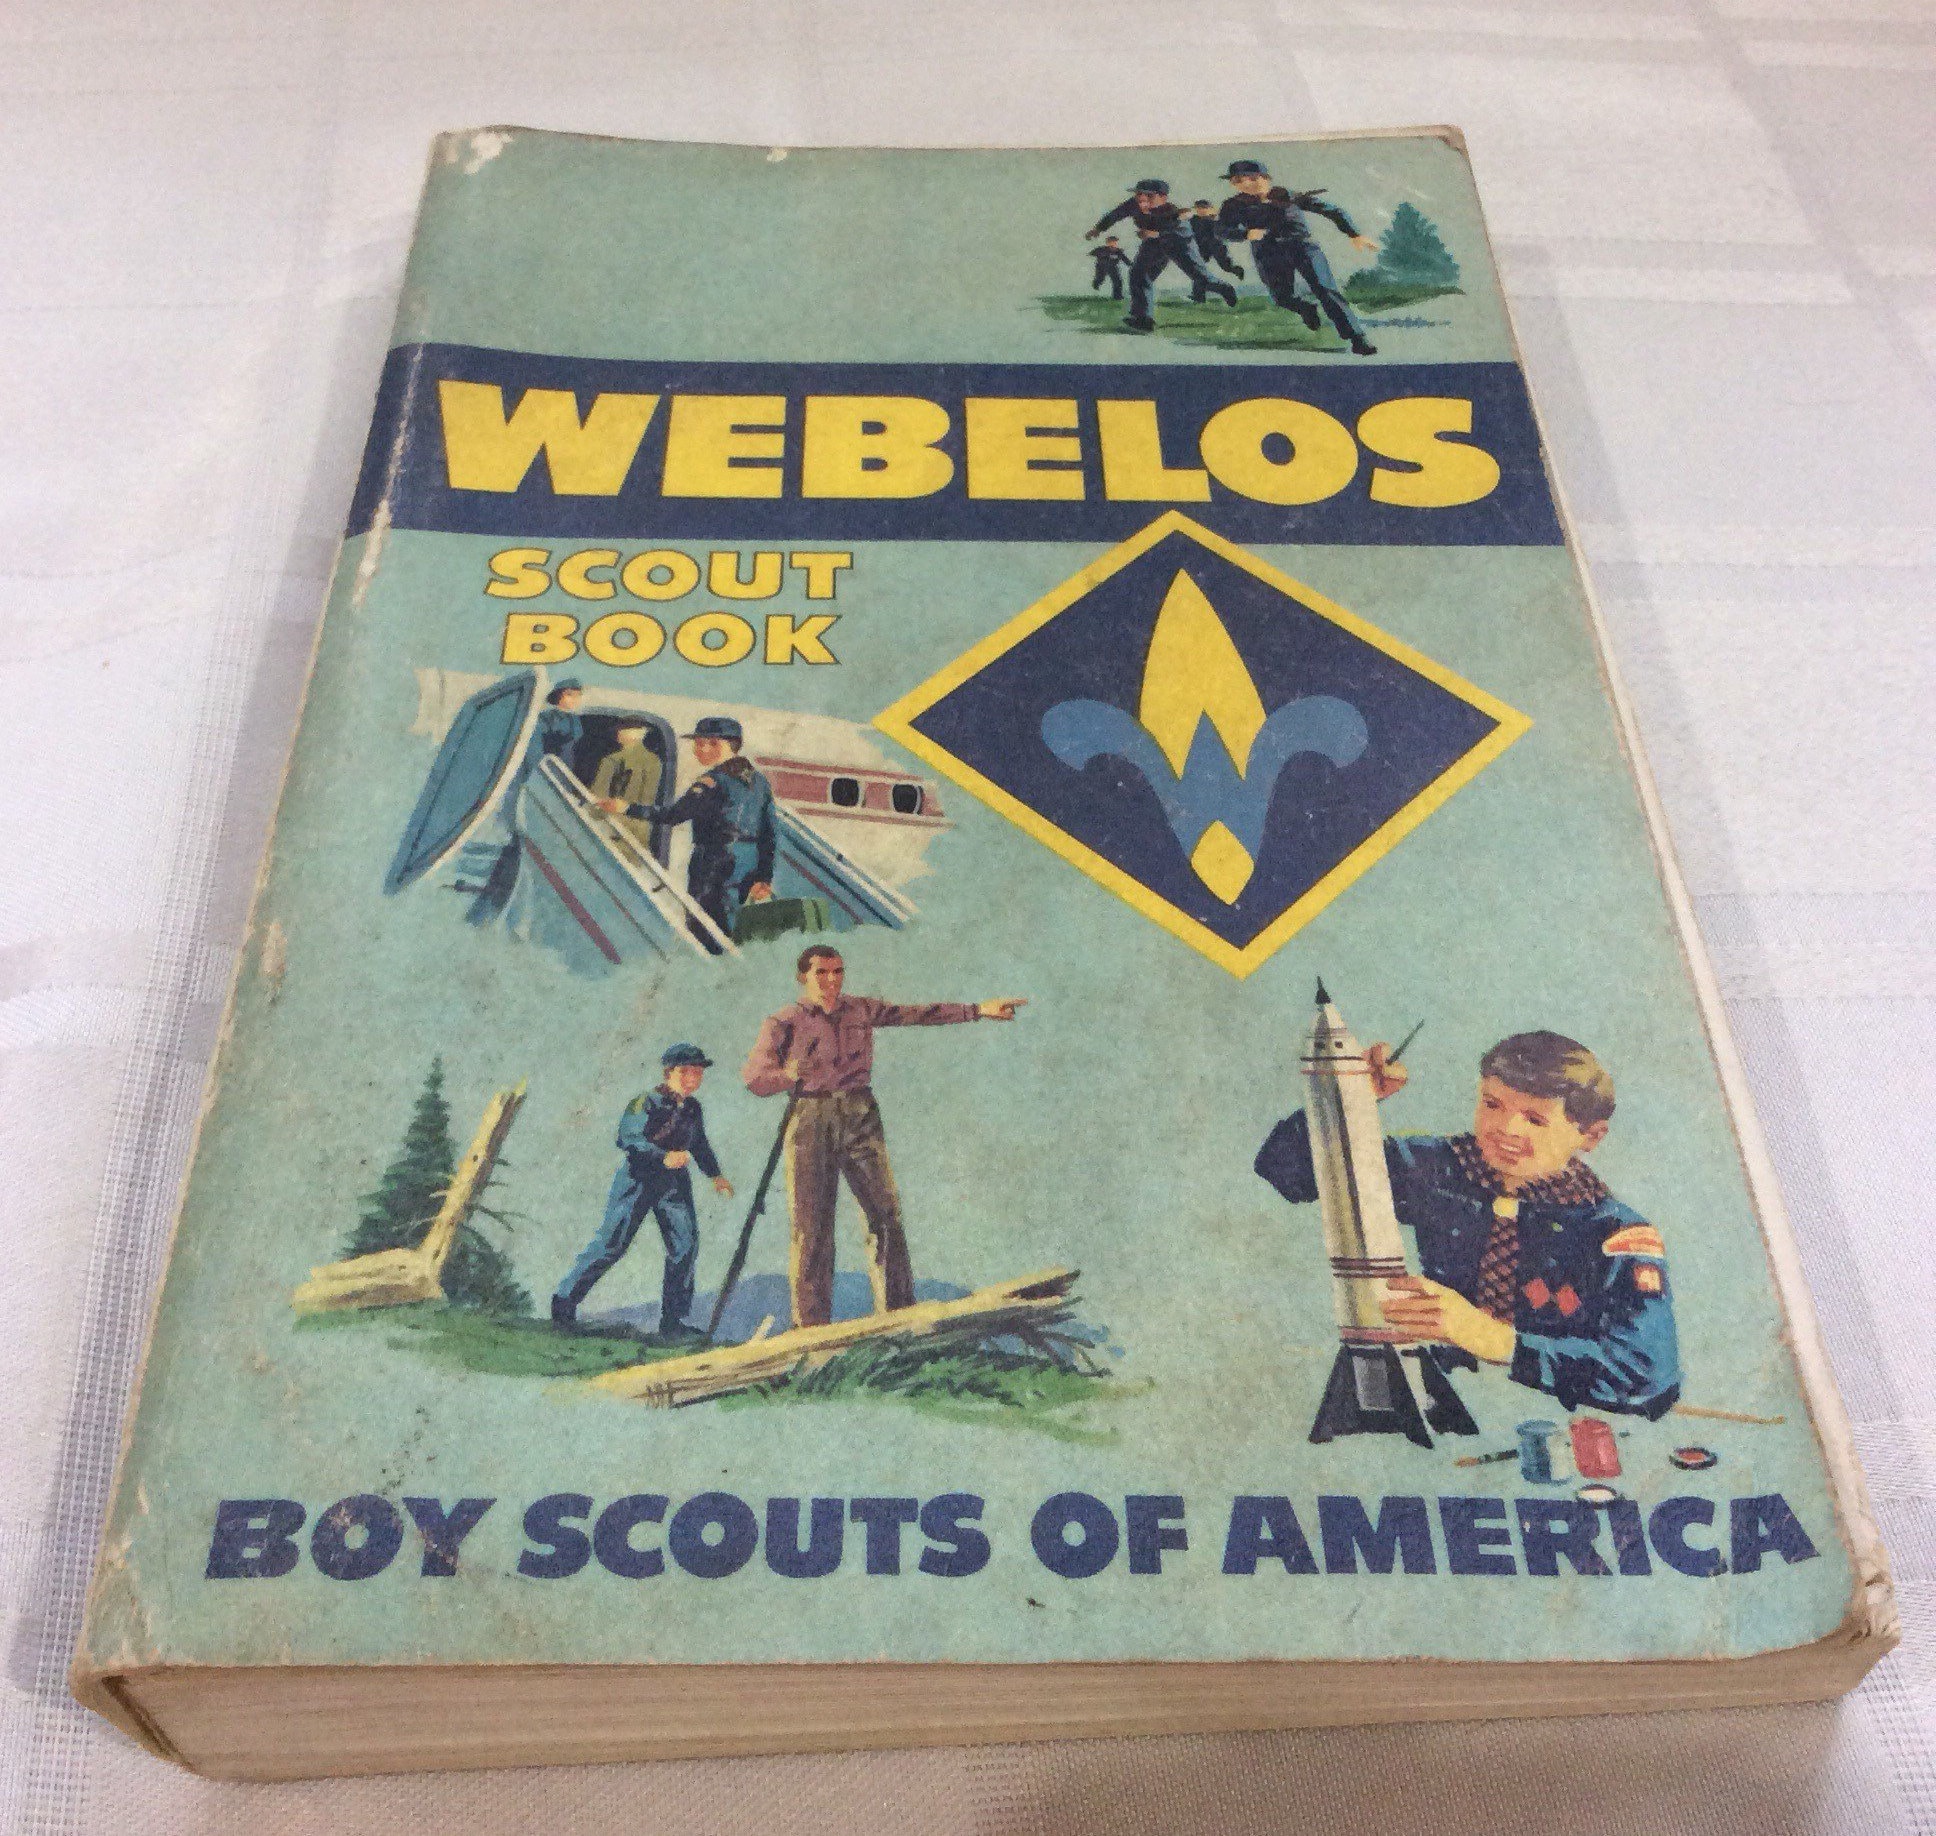 WEBELOS
SCOUT
BOOK
BOY SCOUTS OF AMERICA